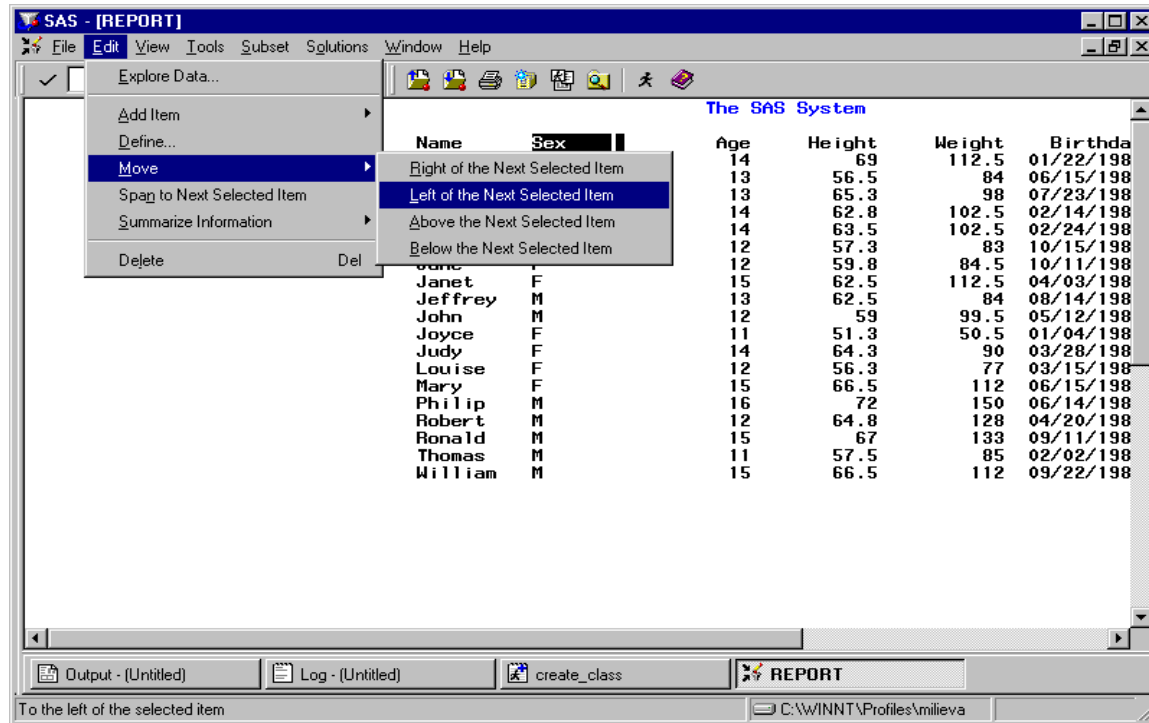 SAS - [REPORT]
File Edit View Tools Subset Solutions Window Help
Explore Data...
Add Item
Define...
Move
Span to Next Selected Item
Summarize Information
Delete Del
Right of the Next Selected Item
Left of the Next Selected Item
Above the Next Selected Item
Below the Next Selected Item
The SAS System
Name Sex Age Height Weight Birthda
14 69 112.5 01/22/198
13 56.5 84 06/15/198
13 65.3 98 07/23/198
14 62.8 102.5 02/14/198
14 63.5 102.5 02/24/198
12 57.3 83 10/15/198
12 59.8 84.5 10/11/198
Janet F 15 62.5 112.5 04/03/198
Jeffrey M 13 62.5 84 08/14/198
John M 12 59 99.5 05/12/198
Joyce F 11 51.3 50.5 01/04/198
Judy F 14 64.3 90 03/28/198
Louise F 12 56.3 77 03/15/198
Mary F 15 66.5 112 06/15/198
Philip M 16 72 150 06/14/198
Robert M 12 64.8 128 04/20/198
Ronald M 15 67 133 09/11/198
Thomas M 11 57.5 85 02/02/198
William M 15 66.5 112 09/22/198
Output - (Untitled) Log - (Untitled) create_class REPORT
To the left of the selected item C:\WINNT\Profiles\milieva